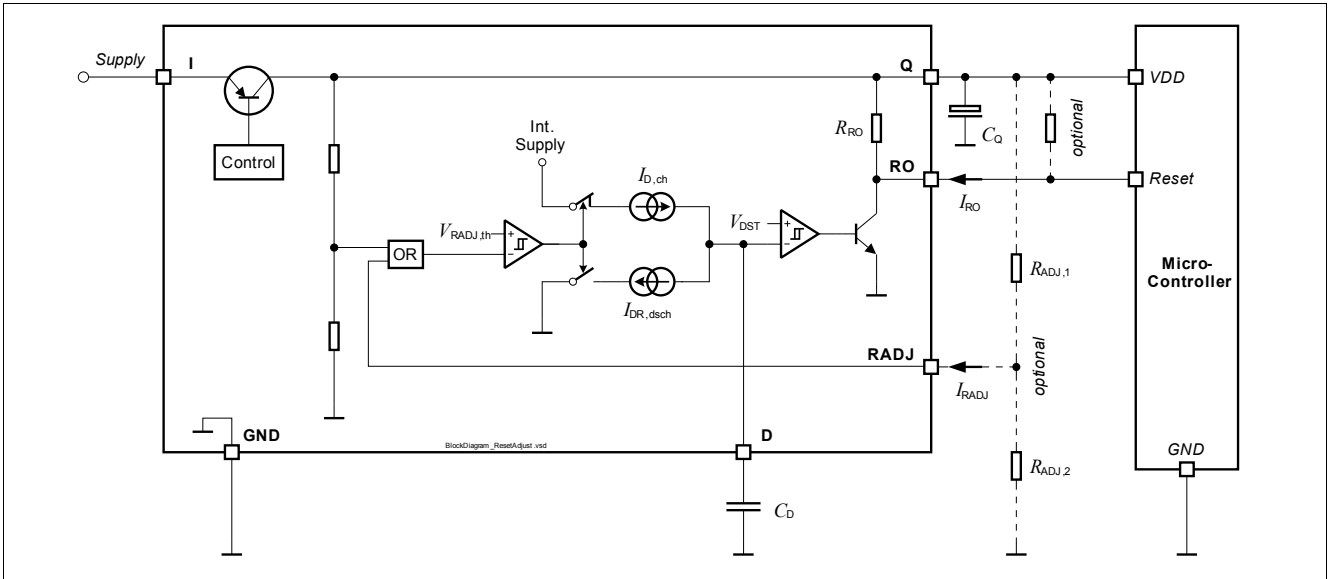 Supply
I
Q
VDD
Control
Int.
Supply
R_RO
C_Q
optional
RO
Reset
I_D,ch
I_RO
V_RADJ,th
+
−
OR
V_DST
+
−
R_ADJ,1
Micro-
Controller
I_DR,dsch
RADJ
I_RADJ
optional
GND
BlockDiagram_ResetAdjust.vsd
D
GND
R_ADJ,2
C_D